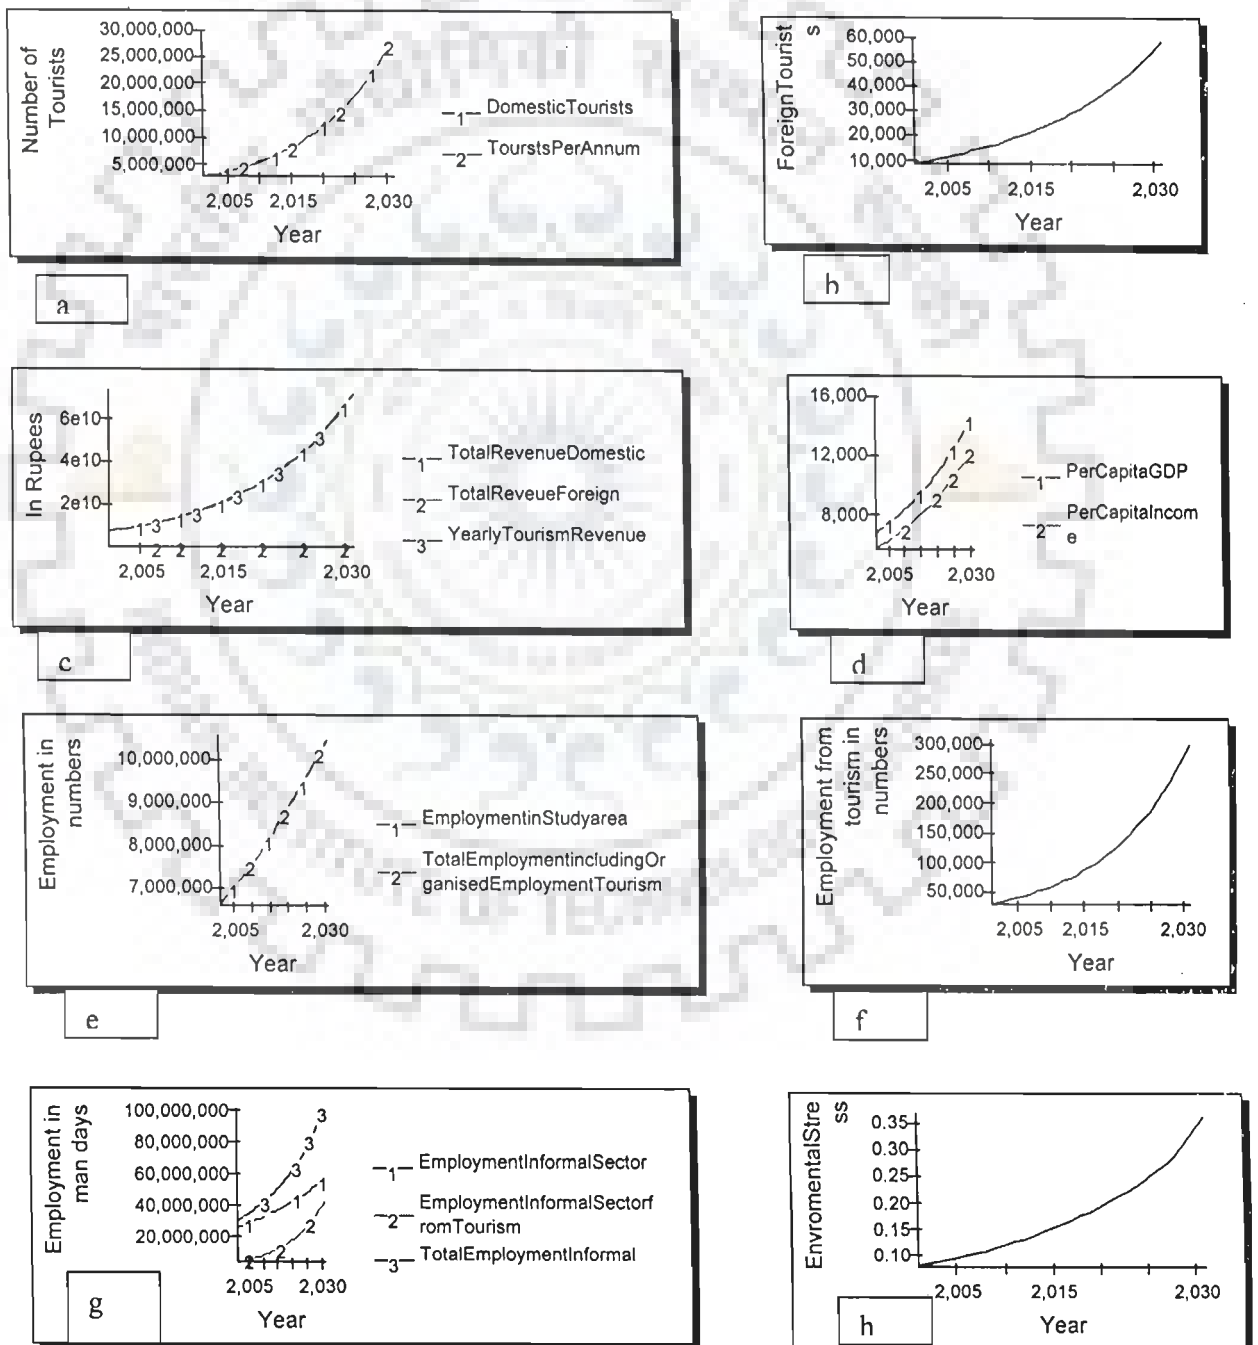 Number of
Tourists
30,000,000
25,000,000
20,000,000
15,000,000
10,000,000
5,000,000
2,005
2,015
2,030
Year
1 DomesticTourists
2 TourstsPerAnnum
a
ForeignTourist
s
60,000
50,000
40,000
30,000
20,000
10,000
2,005
2,015
2,030
Year
b
In Rupees
6e10
4e10
2e10
2,005
2,015
2,030
Year
1 TotalRevenueDomestic
2 TotalReveueForeign
3 YearlyTourismRevenue
c
16,000
12,000
8,000
2,005
2,030
Year
1 PerCapitaGDP
2 PerCapitaIncom
e
d
Employment in
numbers
10,000,000
9,000,000
8,000,000
7,000,000
2,005
2,030
Year
1 EmploymentinStudyarea
2 TotalEmploymentincludingOr
ganisedEmploymentTourism
e
Employment from
tourism in
numbers
300,000
250,000
200,000
150,000
100,000
50,000
2,005
2,015
2,030
Year
f
Employment in
man days
100,000,000
80,000,000
60,000,000
40,000,000
20,000,000
2,005
2,030
Year
1 EmploymentInformalSector
2 EmploymentInformalSectorf
romTourism
3 TotalEmploymentInformal
g
EnvromentalStre
ss
0.35
0.30
0.25
0.20
0.15
0.10
2,005
2,015
2,030
Year
h